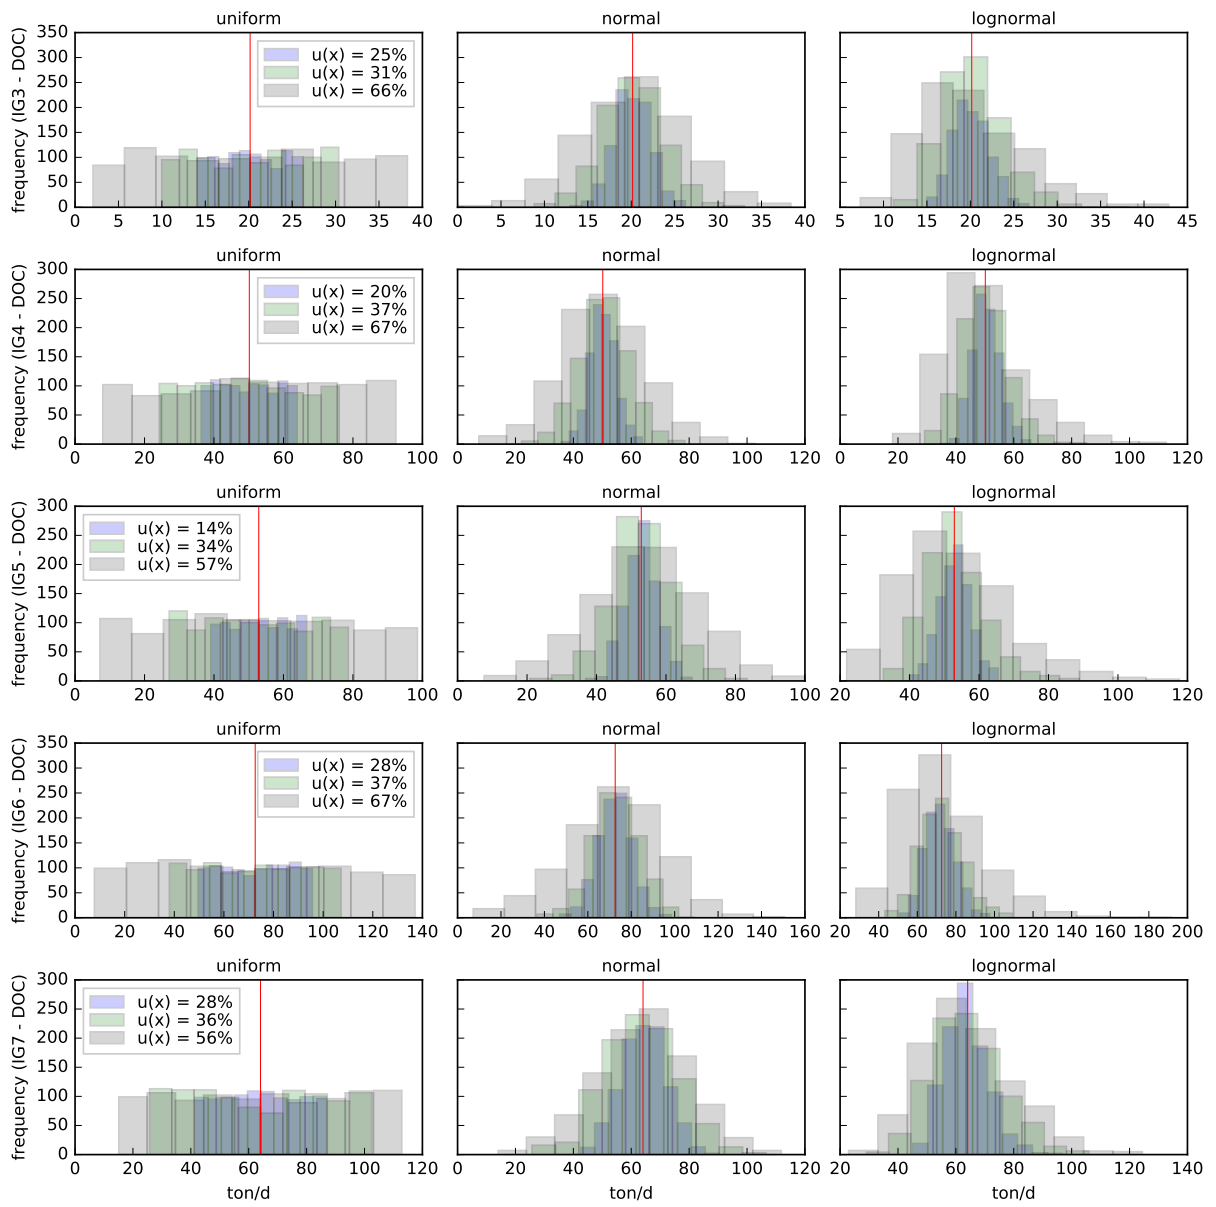 uniform normal lognormal
frequency (IG3 - DOC)
350
300
250
200
150
100
50
0
u(x) = 25%
u(x) = 31%
u(x) = 66%
0 5 10 15 20 25 30 35 40
0 5 10 15 20 25 30 35 40
5 10 15 20 25 30 35 40 45
uniform normal lognormal
frequency (IG4 - DOC)
300
250
200
150
100
50
0
u(x) = 20%
u(x) = 37%
u(x) = 67%
0 20 40 60 80 100
0 20 40 60 80 100 120
0 20 40 60 80 100 120
uniform normal lognormal
frequency (IG5 - DOC)
300
250
200
150
100
50
0
u(x) = 14%
u(x) = 34%
u(x) = 57%
0 20 40 60 80 100
0 20 40 60 80 100
20 40 60 80 100 120
uniform normal lognormal
frequency (IG6 - DOC)
350
300
250
200
150
100
50
0
u(x) = 28%
u(x) = 37%
u(x) = 67%
0 20 40 60 80 100 120 140
0 20 40 60 80 100 120 140 160
20 40 60 80 100 120 140 160 180 200
uniform normal lognormal
frequency (IG7 - DOC)
300
250
200
150
100
50
0
u(x) = 28%
u(x) = 36%
u(x) = 56%
0 20 40 60 80 100 120
0 20 40 60 80 100 120
20 40 60 80 100 120 140
ton/d ton/d ton/d